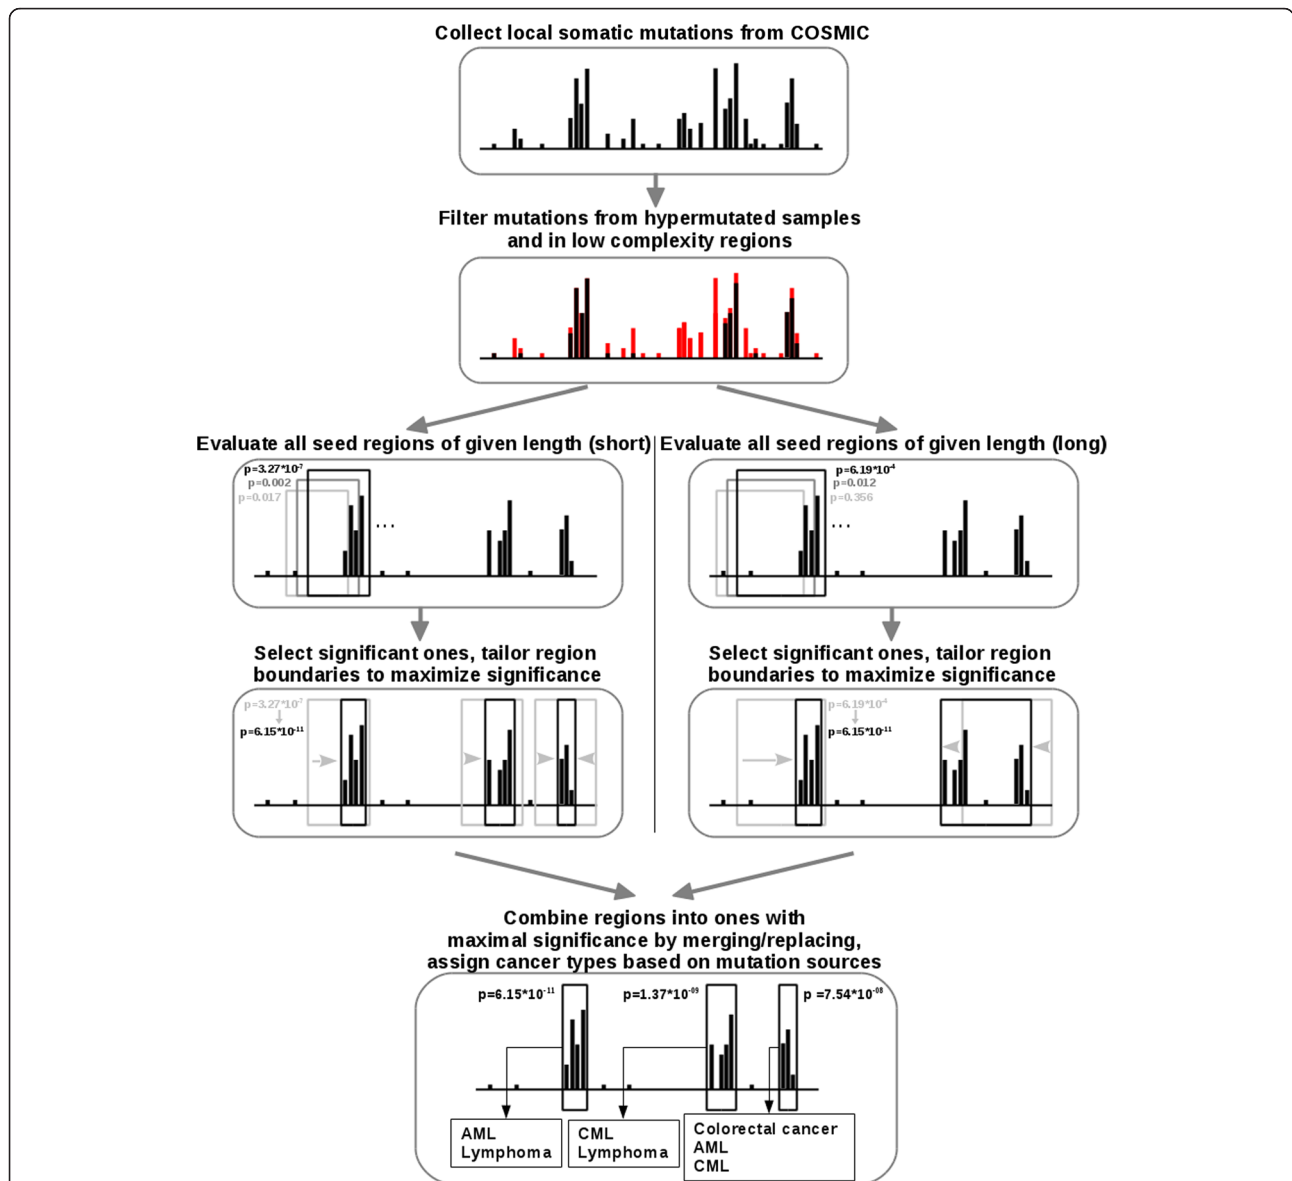 Collect local somatic mutations from COSMIC
Filter mutations from hypermutated samples
and in low complexity regions
Evaluate all seed regions of given length (short)
p=3.27*10-7
p=0.002
p=0.017
...
Evaluate all seed regions of given length (long)
p=6.19*10-4
p=0.012
p=0.356
...
Select significant ones, tailor region
boundaries to maximize significance
p=3.27*10-7
p=6.15*10-11
Select significant ones, tailor region
boundaries to maximize significance
p=6.19*10-4
p=6.15*10-11
Combine regions into ones with
maximal significance by merging/replacing,
assign cancer types based on mutation sources
p=6.15*10-11
p=1.37*10-09
p =7.54*10-08
AML
Lymphoma
CML
Lymphoma
Colorectal cancer
AML
CML